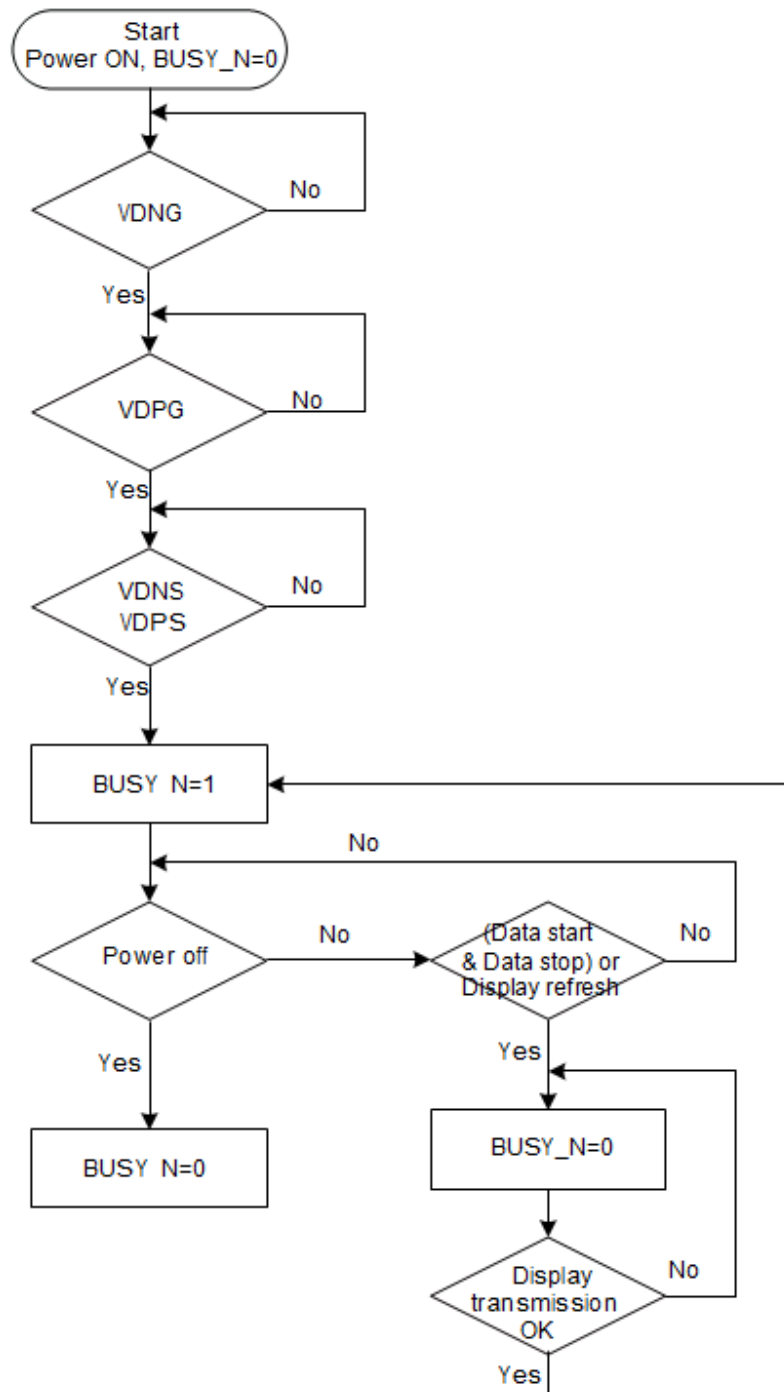 Start
Power ON, BUSY_N=0
VDNG
No
Yes
VDPG
No
Yes
VDNS
VDPS
No
Yes
BUSY N=1
No
Power off
No
(Data start
& Data stop) or
Display refresh
No
Yes
Yes
BUSY N=0
BUSY_N=0
Display
transmission
OK
No
Yes